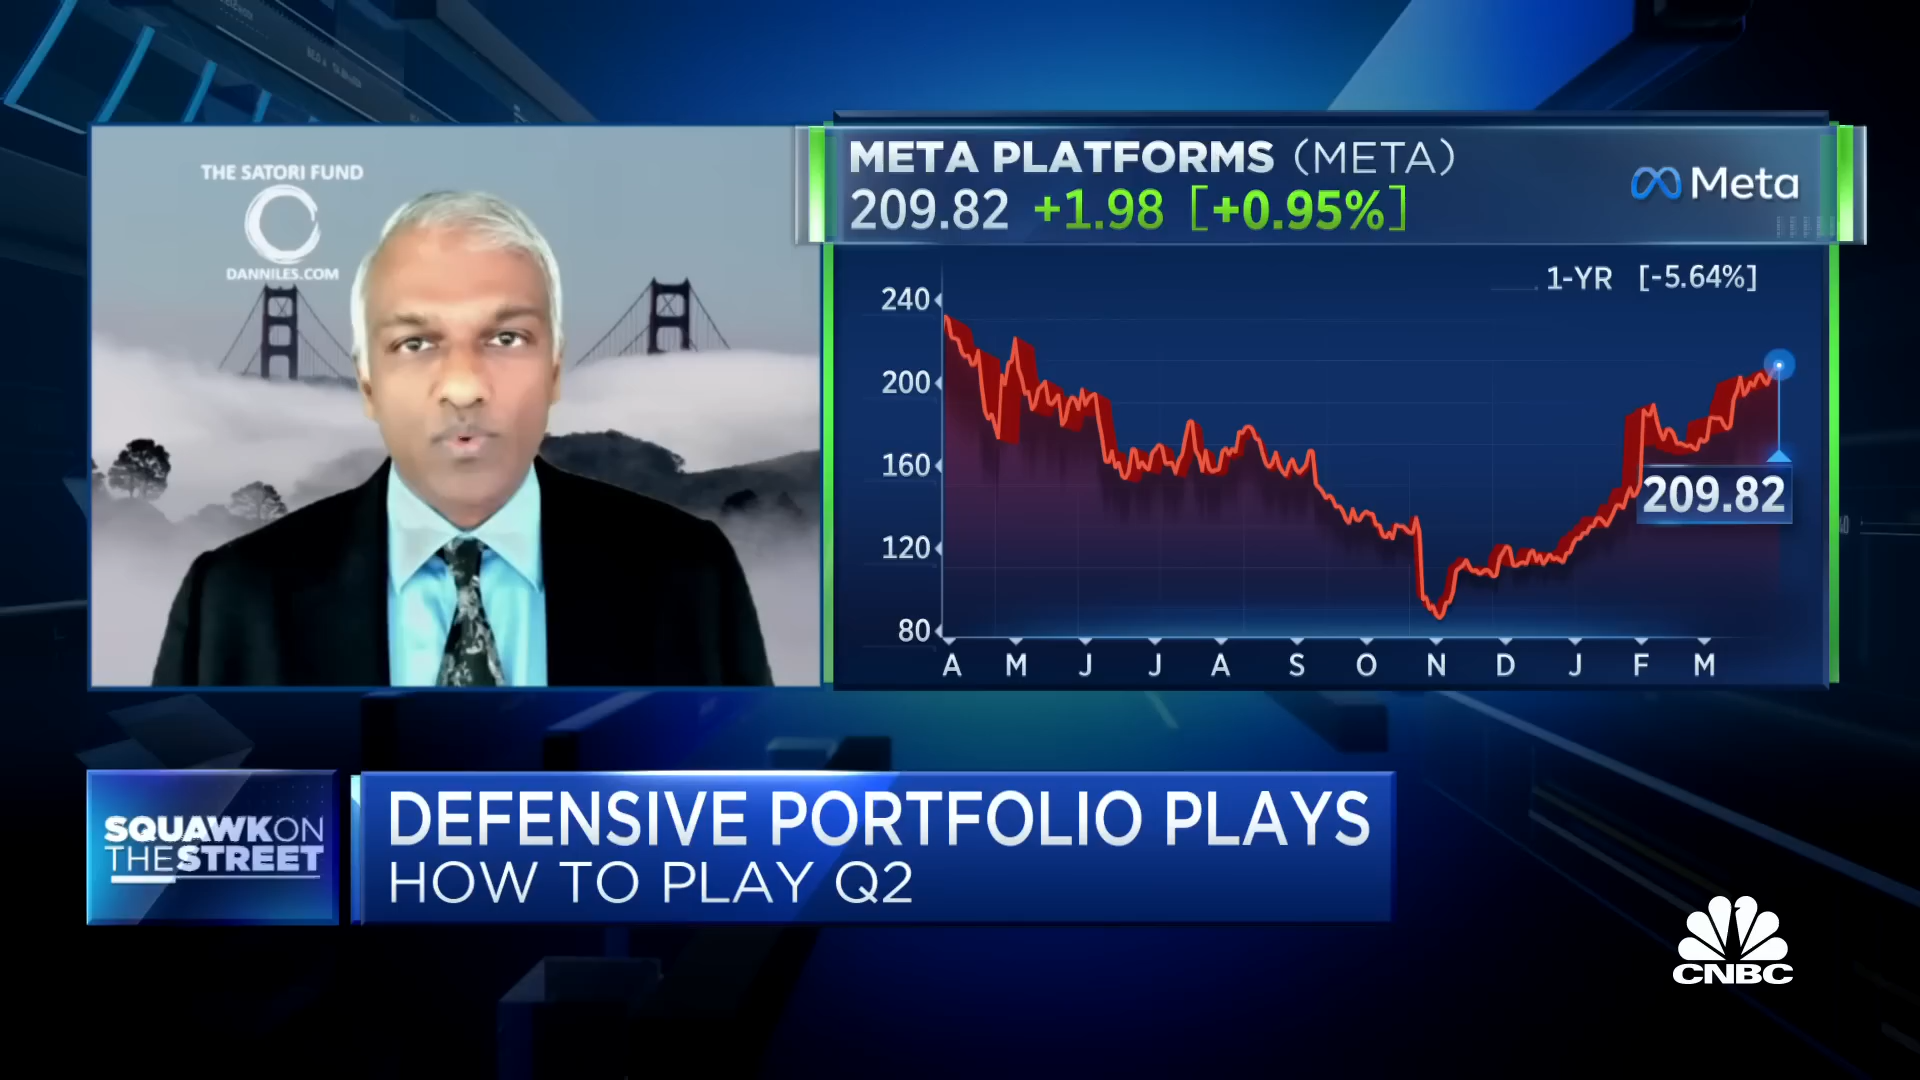 THE SATORI FUND
DANNILES.COM
META PLATFORMS (META)
209.82 +1.98 [+0.95%]
Meta
1-YR [-5.64%]
240
200
160
120
80
209.82
A M J J A S O N D J F M
SQUAWK ON
THE STREET
DEFENSIVE PORTFOLIO PLAYS
HOW TO PLAY Q2
CNBC